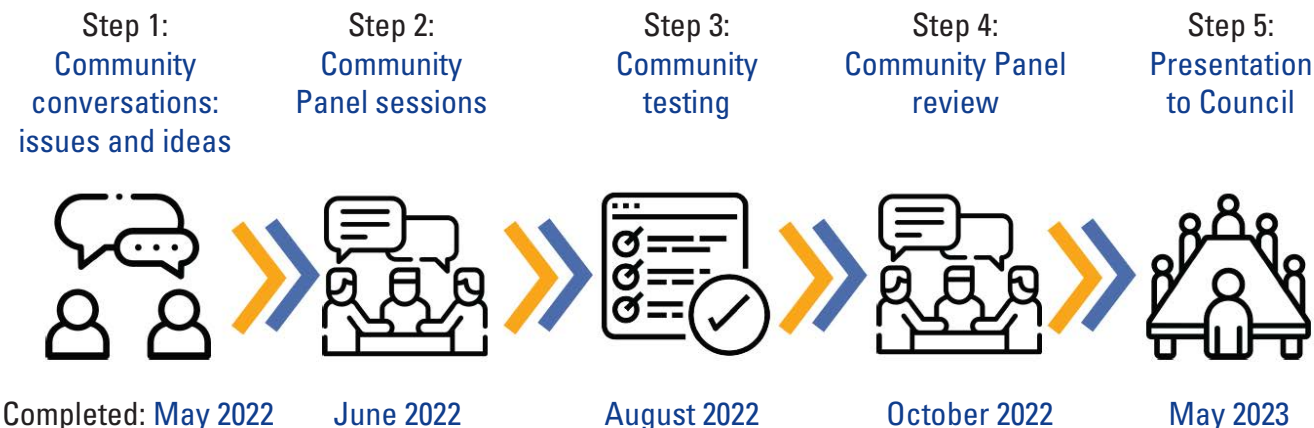 Step 1:
Community
conversations:
issues and ideas
Step 2:
Community
Panel sessions
Step 3:
Community
testing
Step 4:
Community Panel
review
Step 5:
Presentation
to Council
Completed: May 2022
June 2022
August 2022
October 2022
May 2023